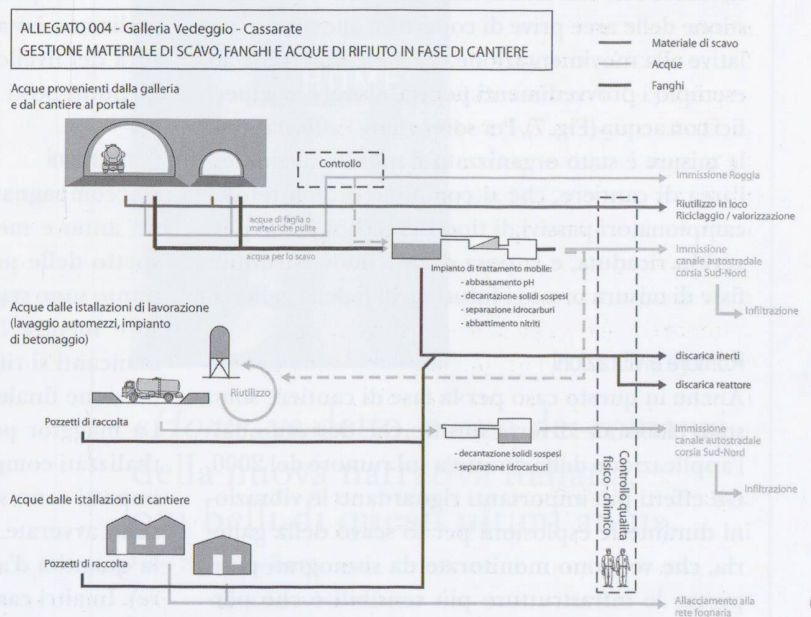 ALLEGATO 004 - Galleria Vedeggio - Cassarate
GESTIONE MATERIALE DI SCAVO, FANGHI E ACQUE DI RIFIUTO IN FASE DI CANTIERE
Materiale di scavo
Acque
Fanghi
Acque provenienti dalla galleria
e dal cantiere al portale
Controllo
Immissione Roggia
acque di faglia o
meteoriche pulite
Riutilizzo in loco
Riciclaggio / valorizzazione
acqua per lo scavo
Impianto di trattamento mobile:
- abbassamento pH
- decantazione solidi sospesi
- separazione idrocarburi
- abbattimento nitriti
Immissione
canale autostradale
corsia Sud-Nord
Infiltrazione
Acque dalle istallazioni di lavorazione
(lavaggio automezzi, impianto
di betonaggio)
Riutilizzo
discarica inerti
discarica reattore
Pozzetti di raccolta
- decantazione solidi sospesi
- separazione idrocarburi
Immissione
canale autostradale
corsia Sud-Nord
Infiltrazione
Controllo qualità
fisico - chimico
Acque dalle istallazioni di cantiere
Pozzetti di raccolta
Allacciamento alla
rete fognaria